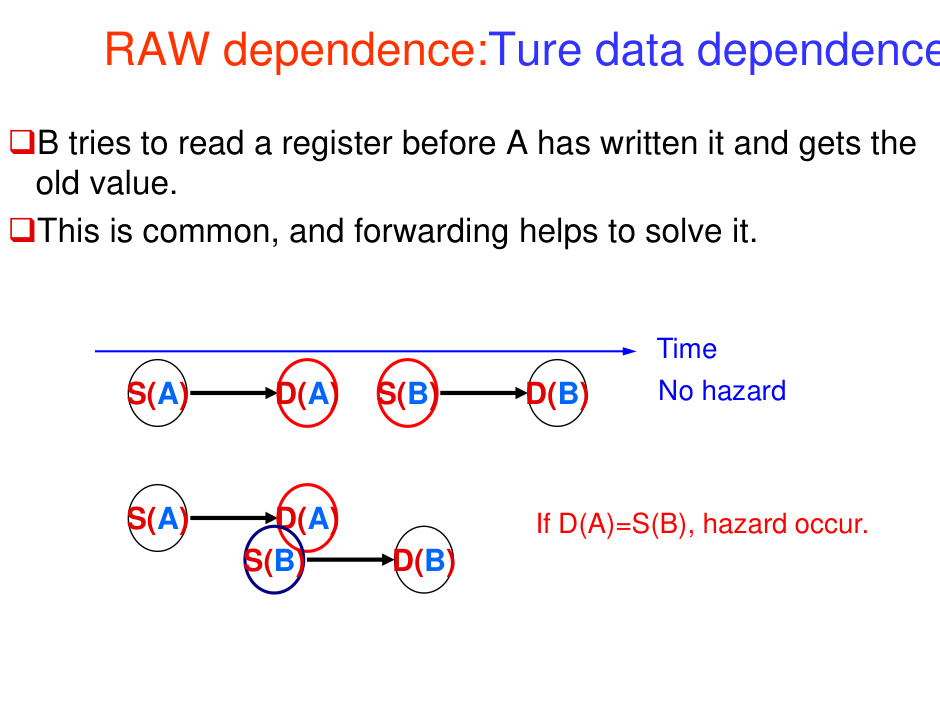 RAW dependence:Ture data dependence
❑B tries to read a register before A has written it and gets the
old value.
❑This is common, and forwarding helps to solve it.
Time
S(A) D(A) S(B) D(B) No hazard
S(A) D(A) If D(A)=S(B), hazard occur.
S(B) D(B)